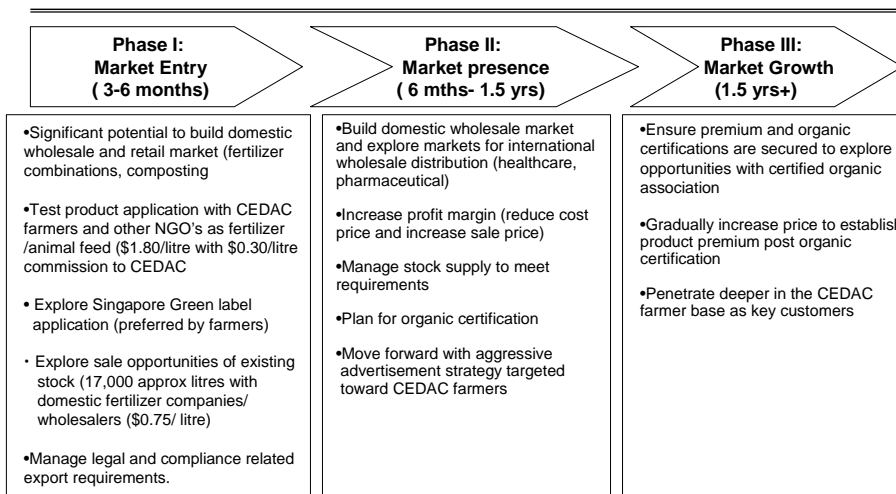 Phase I:
Market Entry
( 3-6 months)
•Significant potential to build domestic
wholesale and retail market (fertilizer
combinations, composting
•Test product application with CEDAC
farmers and other NGO's as fertilizer
/animal feed ($1.80/litre with $0.30/litre
commission to CEDAC
• Explore Singapore Green label
application (preferred by farmers)
· Explore sale opportunities of existing
stock (17,000 approx litres with
domestic fertilizer companies/
wholesalers ($0.75/ litre)
•Manage legal and compliance related
export requirements.
Phase II:
Market presence
( 6 mths- 1.5 yrs)
•Build domestic wholesale market
and explore markets for international
wholesale distribution (healthcare,
pharmaceutical)
•Increase profit margin (reduce cost
price and increase sale price)
•Manage stock supply to meet
requirements
•Plan for organic certification
•Move forward with aggressive
advertisement strategy targeted
toward CEDAC farmers
Phase III:
Market Growth
(1.5 yrs+)
•Ensure premium and organic
certifications are secured to explore
opportunities with certified organic
association
•Gradually increase price to establis
product premium post organic
certification
•Penetrate deeper in the CEDAC
farmer base as key customers